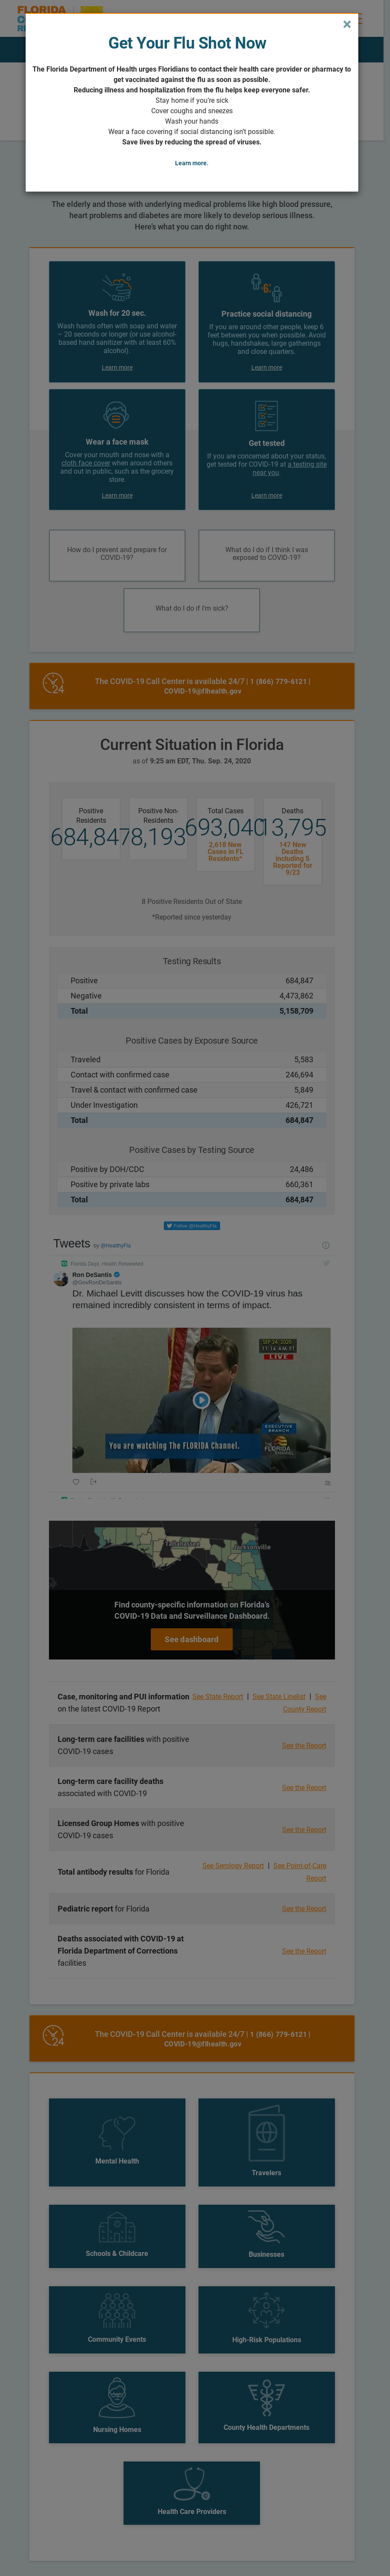 FLORIDA
×
Get Your Flu Shot Now
The Florida Department of Health urges Floridians to contact their health care provider or pharmacy to
get vaccinated against the flu as soon as possible.
Reducing illness and hospitalization from the flu helps keep everyone safer.
Stay home if you're sick
Cover coughs and sneezes
Wash your hands
Wear a face covering if social distancing isn't possible.
Save lives by reducing the spread of viruses.
Learn more.
The elderly and those with underlying medical problems like high blood pressure,
heart problems and diabetes are more likely to develop serious illness.
Here's what you can do right now.
Wash for 20 sec.
Wash hands often with soap and water
– 20 seconds or longer (or use alcohol-
based hand sanitizer with at least 60%
alcohol).
Learn more
6'
Practice social distancing
If you are around other people, keep 6
feet between you when possible. Avoid
hugs, handshakes, large gatherings
and close quarters.
Learn more
Wear a face mask
Cover your mouth and nose with a
cloth face cover when around others
and out in public, such as the grocery
store.
Learn more
Get tested
If you are concerned about your status,
get tested for COVID-19 at a testing site
near you
Learn more
How do I prevent and prepare for
COVID-19?
What do I do if I think I was
exposed to COVID-19?
What do I do if I'm sick?
24
The COVID-19 Call Center is available 24/7 | 1 (866) 779-6121 |
COVID-19@flhealth.gov
Current Situation in Florida
as of 9:25 am EDT, Thu. Sep. 24, 2020
Positive
Residents
684,847
Positive Non-
Residents
8,193
Total Cases
693,040
2,618 New
Cases in FL
Residents*
Deaths
13,795
147 New
Deaths
including 5
Reported for
9/23
8 Positive Residents Out of State
*Reported since yesterday
Testing Results
Positive 684,847
Negative 4,473,862
Total 5,158,709
Positive Cases by Exposure Source
Traveled 5,583
Contact with confirmed case 246,694
Travel & contact with confirmed case 5,849
Under Investigation 426,721
Total 684,847
Positive Cases by Testing Source
Positive by DOH/CDC 24,486
Positive by private labs 660,361
Total 684,847
Follow @HealthyFla
Tweets by @HealthyFla
Florida Dept. Health Retweeted
Ron DeSantis
@GovRonDeSantis
Dr. Michael Levitt discusses how the COVID-19 virus has
remained incredibly consistent in terms of impact.
SEP 24, 2020
11:16 AM ET
LIVE
EXECUTIVE
BRANCH
You are watching The FLORIDA Channel.
FLORIDA
3h
Tallahassee
Jacksonville
Find county-specific information on Florida's
COVID-19 Data and Surveillance Dashboard.
See dashboard
Case, monitoring and PUI information
on the latest COVID-19 Report
See State Report | See State Linelist | See
County Report
Long-term care facilities with positive
COVID-19 cases
See the Report
Long-term care facility deaths
associated with COVID-19
See the Report
Licensed Group Homes with positive
COVID-19 cases
See the Report
Total antibody results for Florida
See Serology Report | See Point of Care
Report
Pediatric report for Florida
See the Report
Deaths associated with COVID-19 at
Florida Department of Corrections
facilities
See the Report
24
The COVID-19 Call Center is available 24/7 | 1 (866) 779-6121 |
COVID-19@flhealth.gov
Mental Health
Travelers
Schools & Childcare
Businesses
Community Events
High-Risk Populations
Nursing Homes
County Health Departments
Health Care Providers